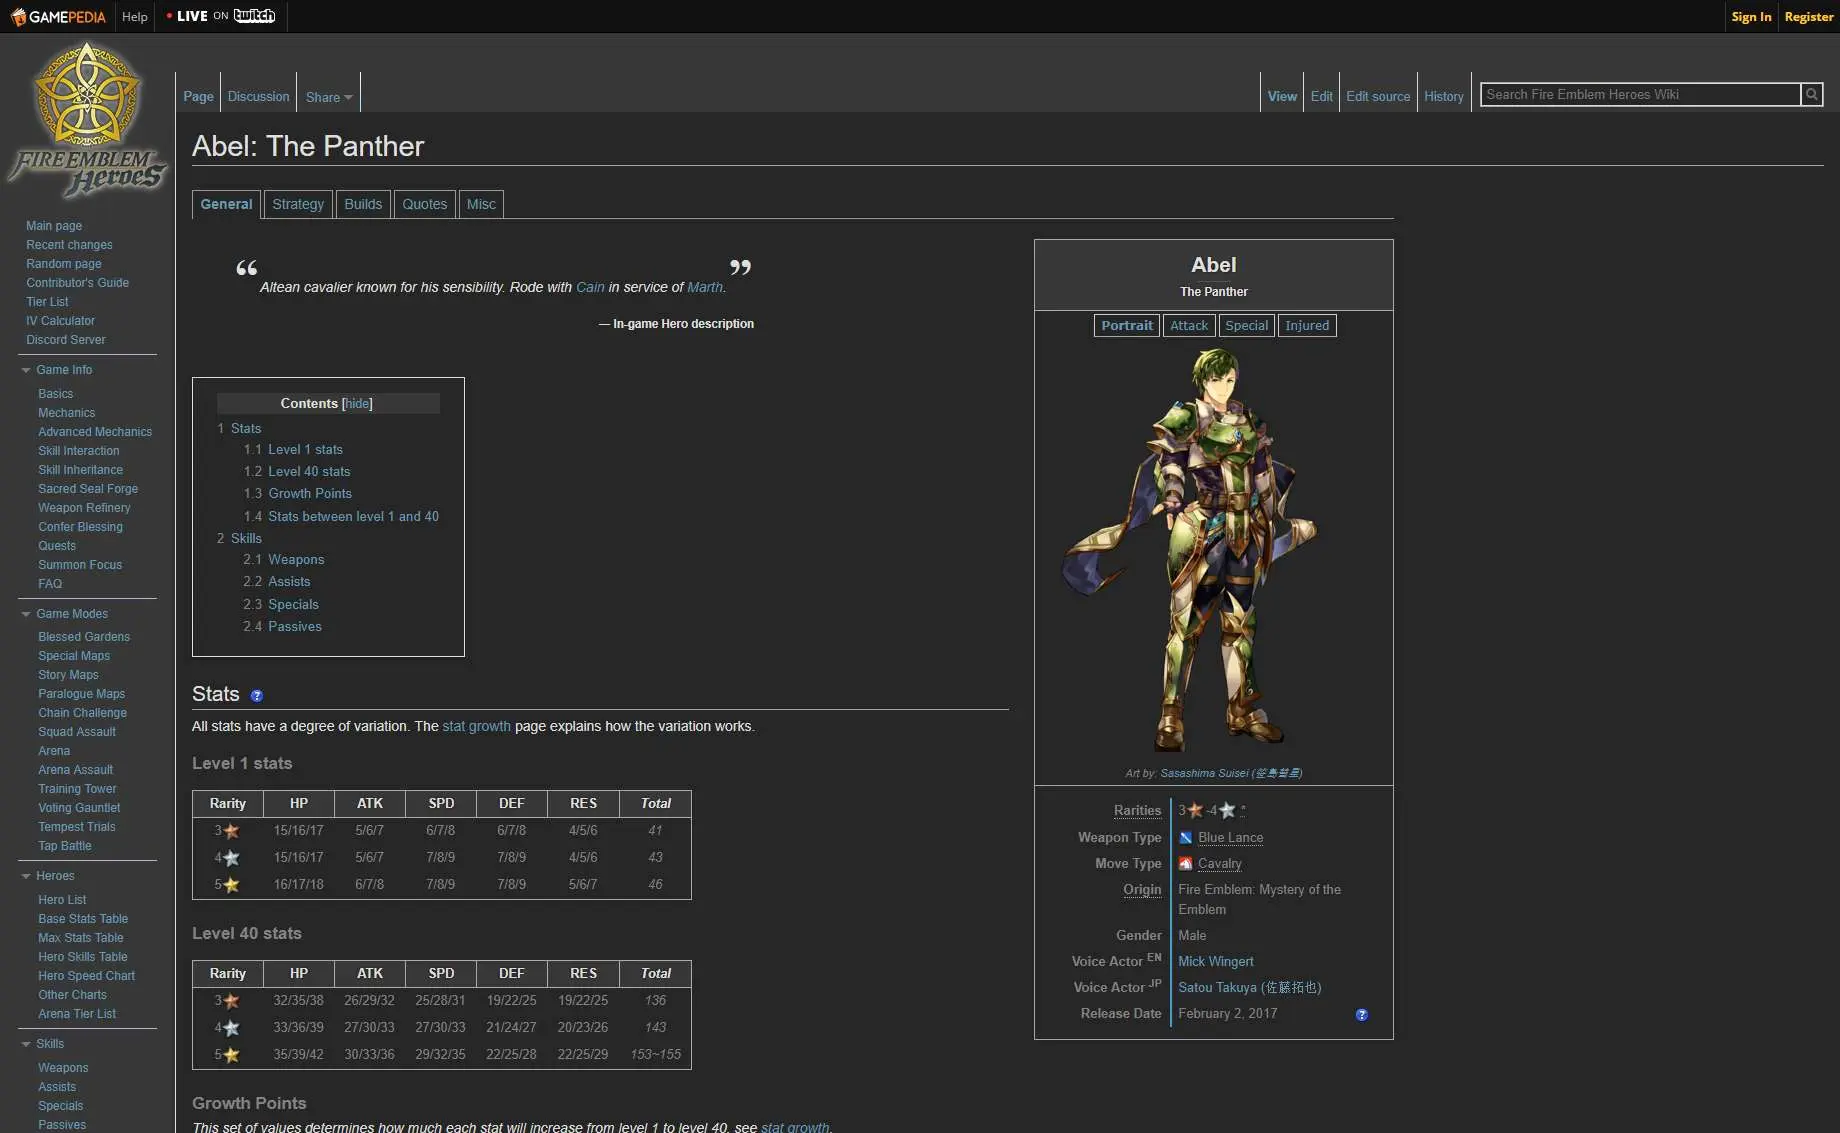 GAMEPEDIA
Help
LIVE ON twitch
Sign In
Register
FIRE EMBLEM
HEROES
Page
Discussion
Share
View
Edit
Edit source
History
Search Fire Emblem Heroes Wiki
Main page
Recent changes
Random page
Contributor's Guide
Tier List
IV Calculator
Discord Server
Game Info
Basics
Mechanics
Advanced Mechanics
Skill Interaction
Skill Inheritance
Sacred Seal Forge
Weapon Refinery
Confer Blessing
Quests
Summon Focus
FAQ
Game Modes
Blessed Gardens
Special Maps
Story Maps
Paralogue Maps
Chain Challenge
Squad Assault
Arena
Arena Assault
Training Tower
Voting Gauntlet
Tempest Trials
Tap Battle
Heroes
Hero List
Base Stats Table
Max Stats Table
Hero Skills Table
Hero Speed Chart
Other Charts
Arena Tier List
Skills
Weapons
Assists
Specials
Passives
Abel: The Panther
General
Strategy
Builds
Quotes
Misc
“ Altean cavalier known for his sensibility. Rode with Cain in service of Marth. ”
— In-game Hero description
Contents [hide]
1 Stats
1.1 Level 1 stats
1.2 Level 40 stats
1.3 Growth Points
1.4 Stats between level 1 and 40
2 Skills
2.1 Weapons
2.2 Assists
2.3 Specials
2.4 Passives
Stats ?
All stats have a degree of variation. The stat growth page explains how the variation works.
Level 1 stats
Rarity HP ATK SPD DEF RES Total
3 15/16/17 5/6/7 6/7/8 6/7/8 4/5/6 41
4 15/16/17 5/6/7 7/8/9 7/8/9 4/5/6 43
5 16/17/18 6/7/8 7/8/9 7/8/9 5/6/7 46
Level 40 stats
Rarity HP ATK SPD DEF RES Total
3 32/35/38 26/29/32 25/28/31 19/22/25 19/22/25 136
4 33/36/39 27/30/33 27/30/33 21/24/27 20/23/26 143
5 35/39/42 30/33/36 29/32/35 22/25/28 22/25/29 153~155
Growth Points
This set of values determines how much each stat will increase from level 1 to level 40, see stat growth.
Abel
The Panther
Portrait
Attack
Special
Injured
Art by: Sasashima Suisei (笹島彗星)
Rarities 3-4 *
Weapon Type Blue Lance
Move Type Cavalry
Origin Fire Emblem: Mystery of the
Emblem
Gender Male
Voice Actor EN Mick Wingert
Voice Actor JP Satou Takuya (佐藤拓也)
Release Date February 2, 2017 ?